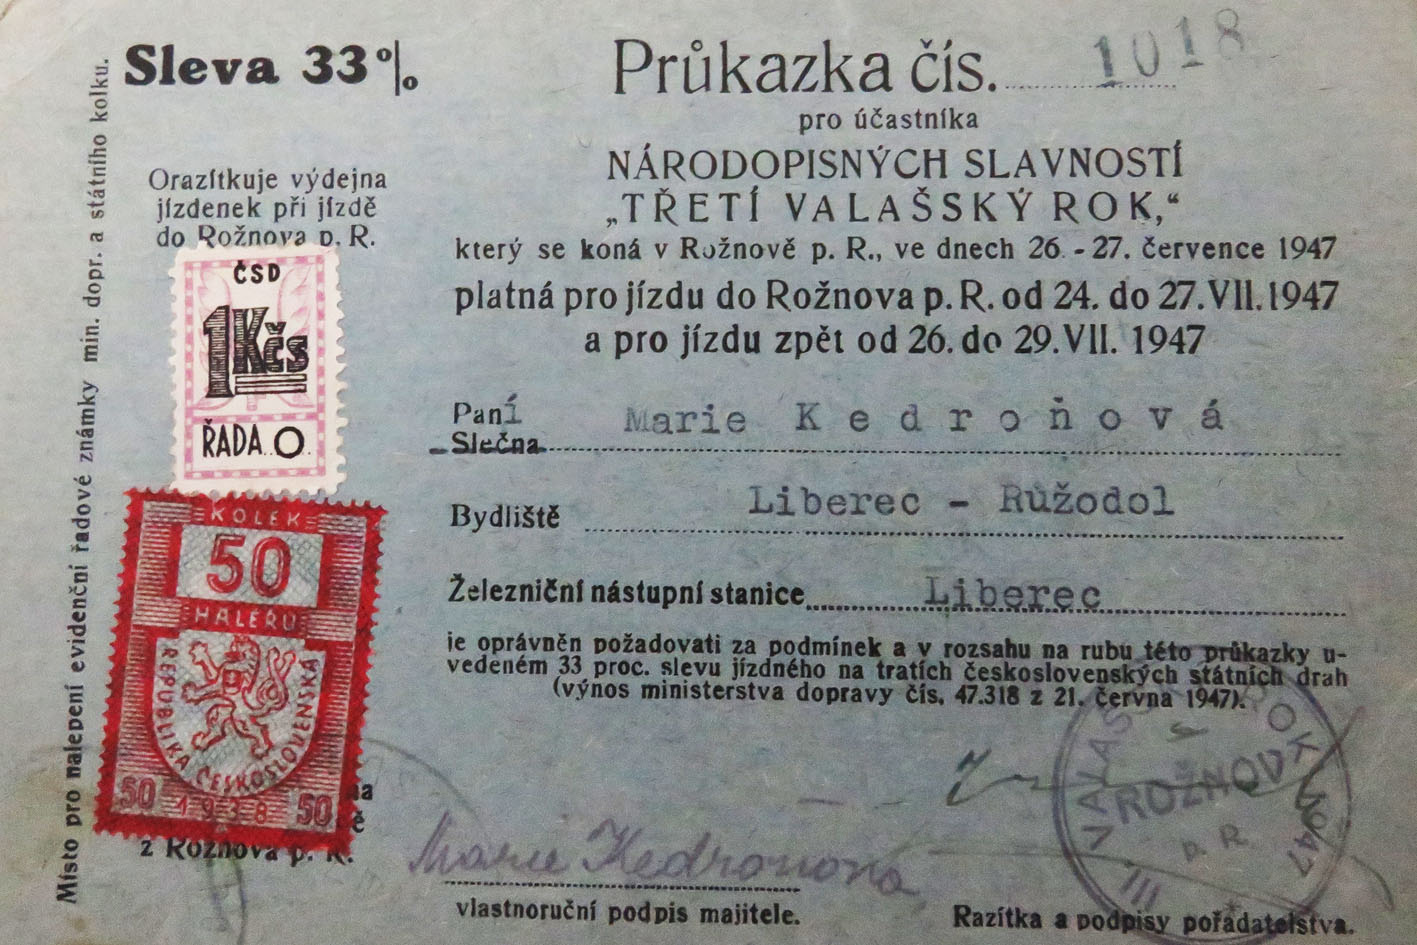 Místo pro nalepení evidenční řadové známky min. dopr. a státního kolku.
Sleva 33%
Orazítkuje výdejna
jízdenek při jízdě
do Rožnova p. R.
ČSD
1Kčs
ŘADA O
KOLEK
50
HALÉŘŮ
REPUBLIKA ČESKOSLOVENSKÁ
50 1938 50
z Rožnova p. R.
Průkazka čís. 1018
pro účastníka
NÁRODOPISNÝCH SLAVNOSTÍ
„TŘETÍ VALAŠSKÝ ROK,“
který se koná v Rožnově p. R., ve dnech 26 - 27. července 1947
platná pro jízdu do Rožnova p. R. od 24. do 27. VII. 1947
a pro jízdu zpět od 26. do 29. VII. 1947
Paní Marie Kedroňová
Slečna
Bydliště Liberec - Růžodol
Železniční nástupní stanice Liberec
je oprávněn požadovati za podmínek a v rozsahu na rubu této průkazky u-
vedeném 33 proc. slevu jízdného na tratích československých státních drah
(výnos ministerstva dopravy čís. 47.318 z 21. června 1947).
III VALAŠ ROK 1947
ROŽNOV
p. R.
Marie Kedronova
vlastnoruční podpis majitele.
Razítka a podpisy pořadatelstva.